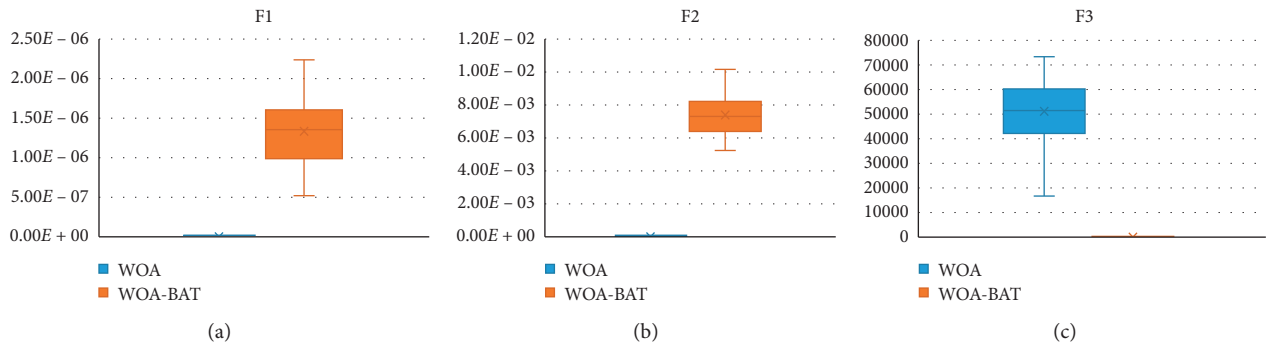 F1
2.50E – 06
2.00E – 06
1.50E – 06
1.00E – 06
5.00E – 07
0.00E + 00
WOA
WOA-BAT
(a)
F2
1.20E – 02
1.00E – 02
8.00E – 03
6.00E – 03
4.00E – 03
2.00E – 03
0.00E + 00
WOA
WOA-BAT
(b)
F3
80000
70000
60000
50000
40000
30000
20000
10000
0
WOA
WOA-BAT
(c)